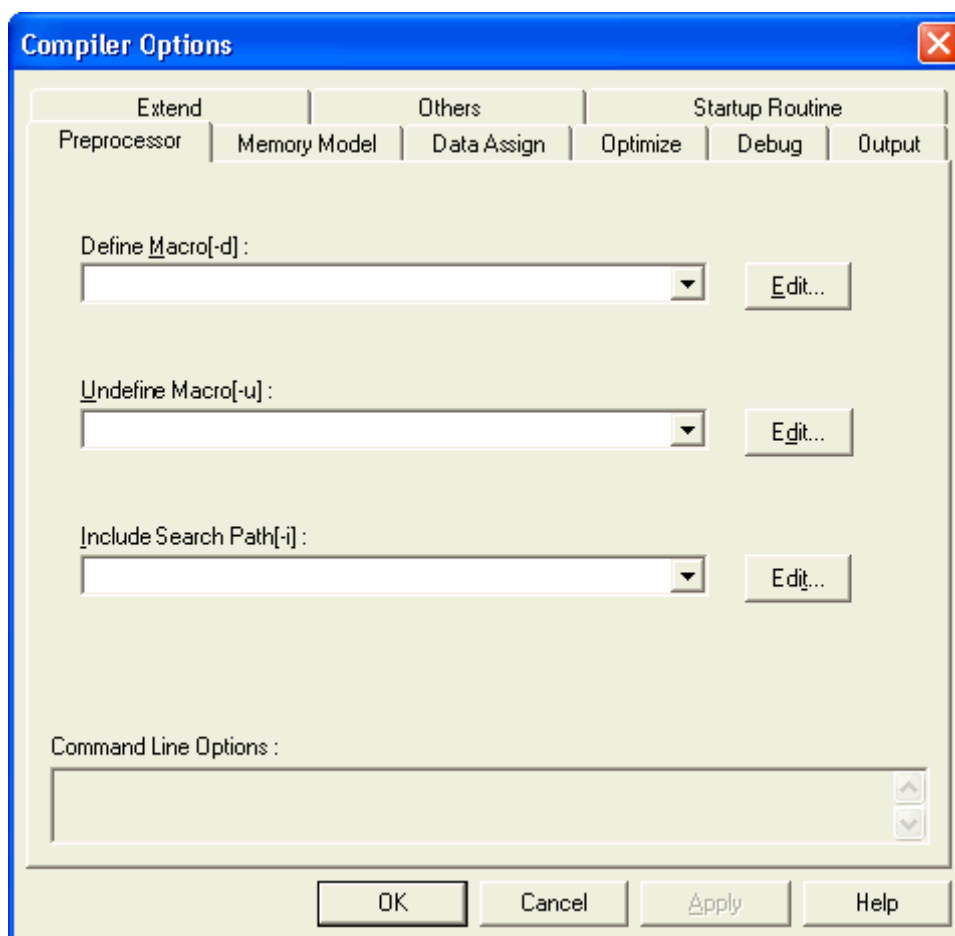 Compiler Options
Extend Others Startup Routine
Preprocessor Memory Model Data Assign Optimize Debug Output
Define Macro[-d] :
Edit...
Undefine Macro[-u] :
Edit...
Include Search Path[-i] :
Edit...
Command Line Options :
OK Cancel Apply Help